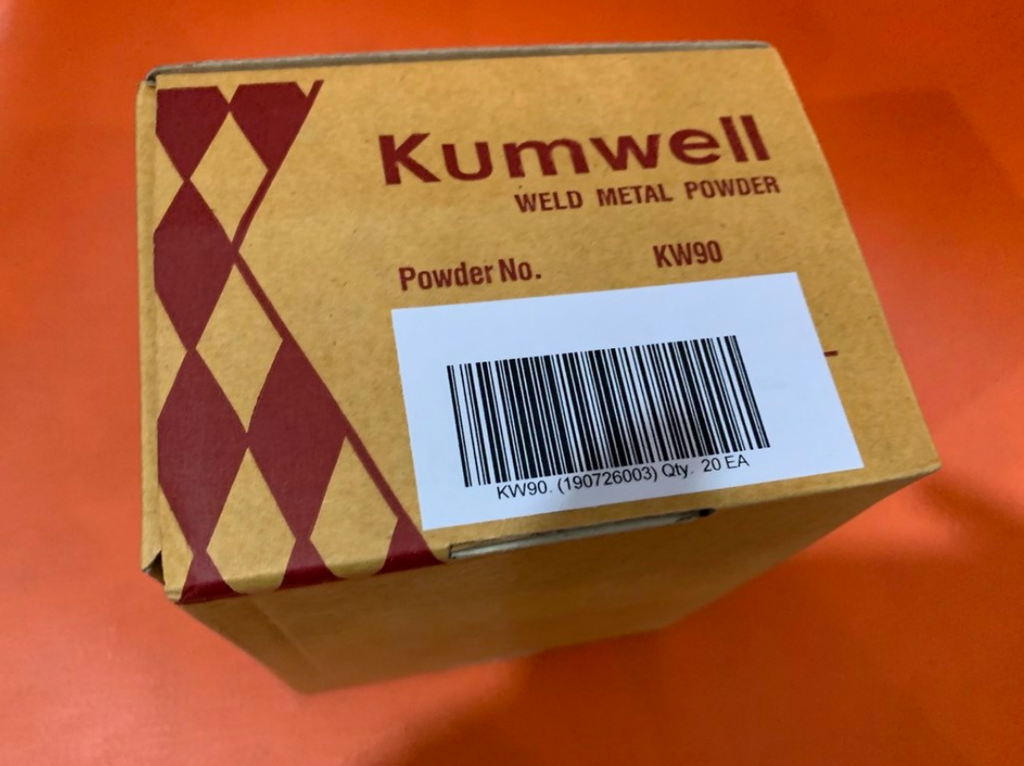 Kumwell
WELD METAL POWDER
Powder No. KW90
KW90. (190726003) Qty. 20 EA